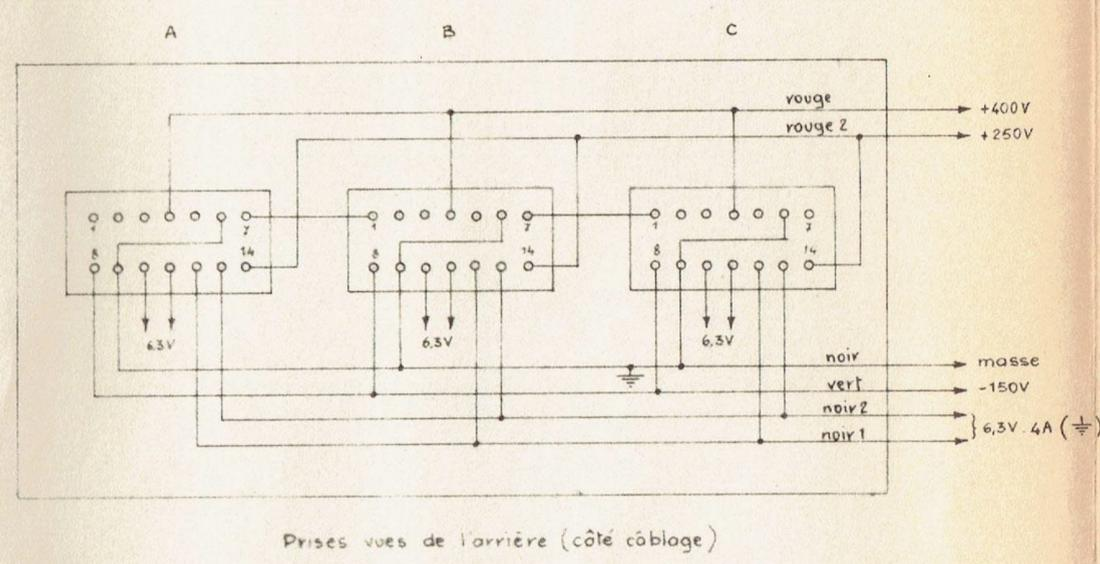 A B C
rouge +400V
rouge 2 +250V
1 7 1 7 1 7
8 14 8 14 8 14
6,3V 6,3V 6,3V
noir masse
vert -150V
noir 2
6,3V . 4A ( )
noir 1
Prises vues de l'arrière (côté câblage)